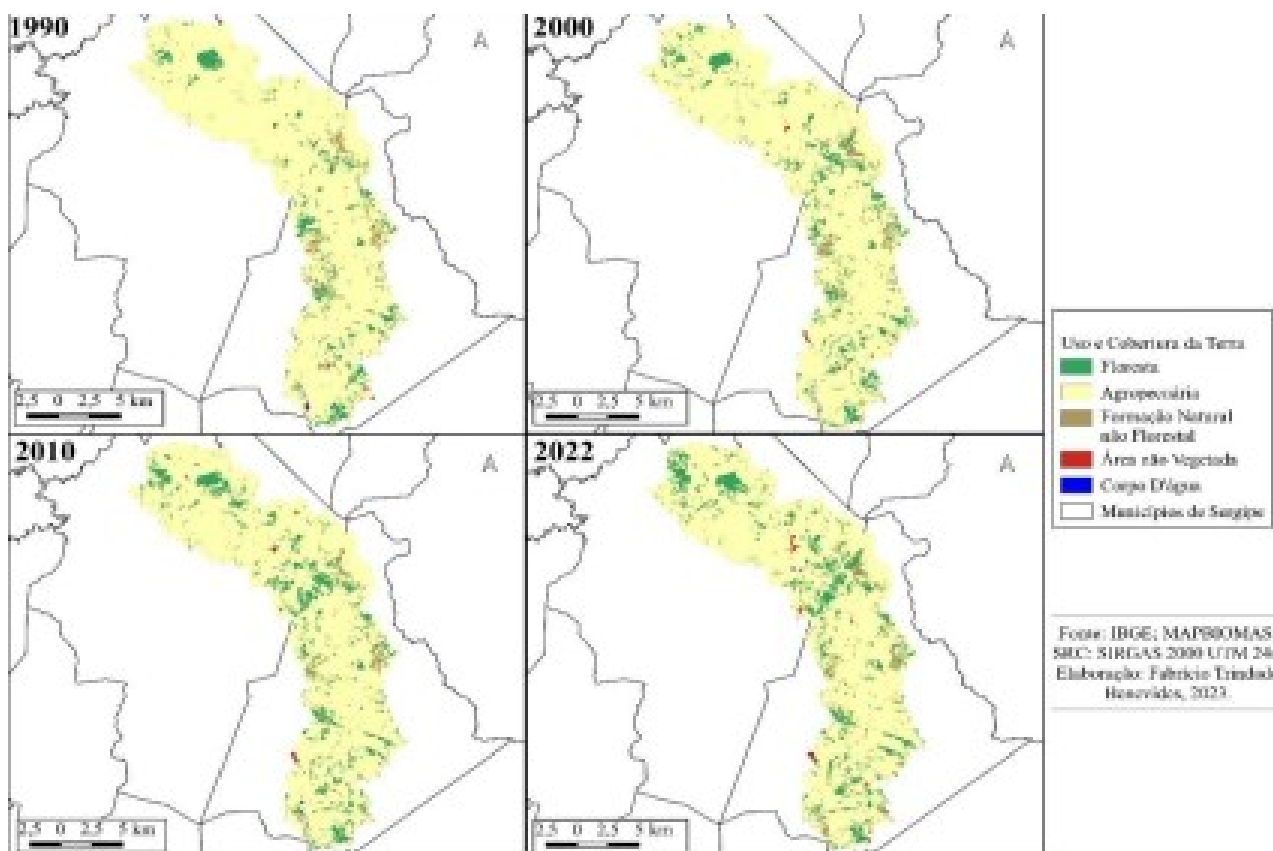 1990
A
2000
A
2,5 0 2,5 5 km
2,5 0 2,5 5 km
2010
A
2022
A
2,5 0 2,5 5 km
2,5 0 2,5 5 km
Uso e Cobertura da Terra
Floresta
Agropecuária
Formação Natural
não Florestal
Área não Vegetada
Corpo D'água
Municípios de Sergipe
Fonte: IBGE; MAPBIOMAS
SRC: SIRGAS 2000 UTM
Elaboração: Fabrício Trindade
2023.